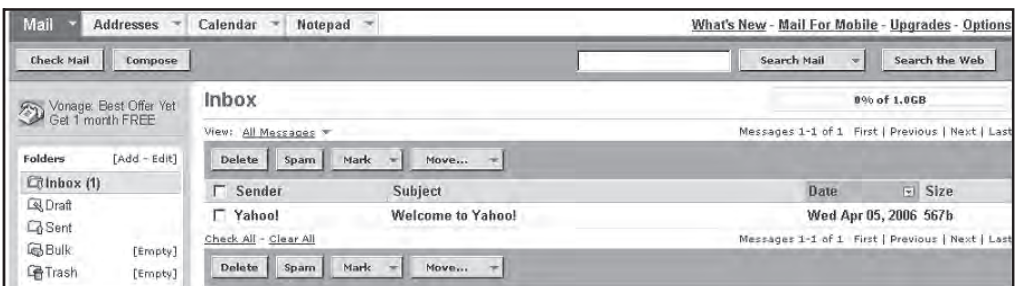 Mail Addresses Calendar Notepad What's New - Mail For Mobile - Upgrades - Options
Check Mail Compose Search Mail Search the Web
Vonage: Best Offer Yet
Get 1 month FREE
Inbox 0% of 1.0GB
View: All Messages Messages 1-1 of 1 First | Previous | Next | Last
Folders [Add - Edit]
Delete Spam Mark Move...
Inbox (1)
Sender Subject Date Size
Draft
Yahoo! Welcome to Yahoo! Wed Apr 05, 2006 567b
Sent
Check All - Clear All Messages 1-1 of 1 First | Previous | Next | Last
Bulk [Empty]
Trash [Empty]
Delete Spam Mark Move...